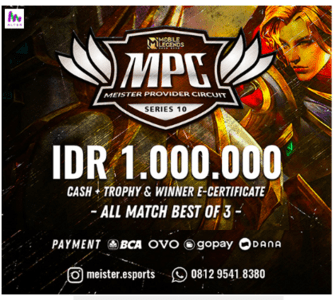 MOBILE
LEGENDS
MPC
MEISTER PROVIDER CIRCUIT
SERIES 10
IDR 1.000.000
CASH + TROPHY & WINNER E-CERTIFICATE
- ALL MATCH BEST OF 3 -
PAYMENT BCA OVO gopay DANA
meister.esports 0812 9541 8380